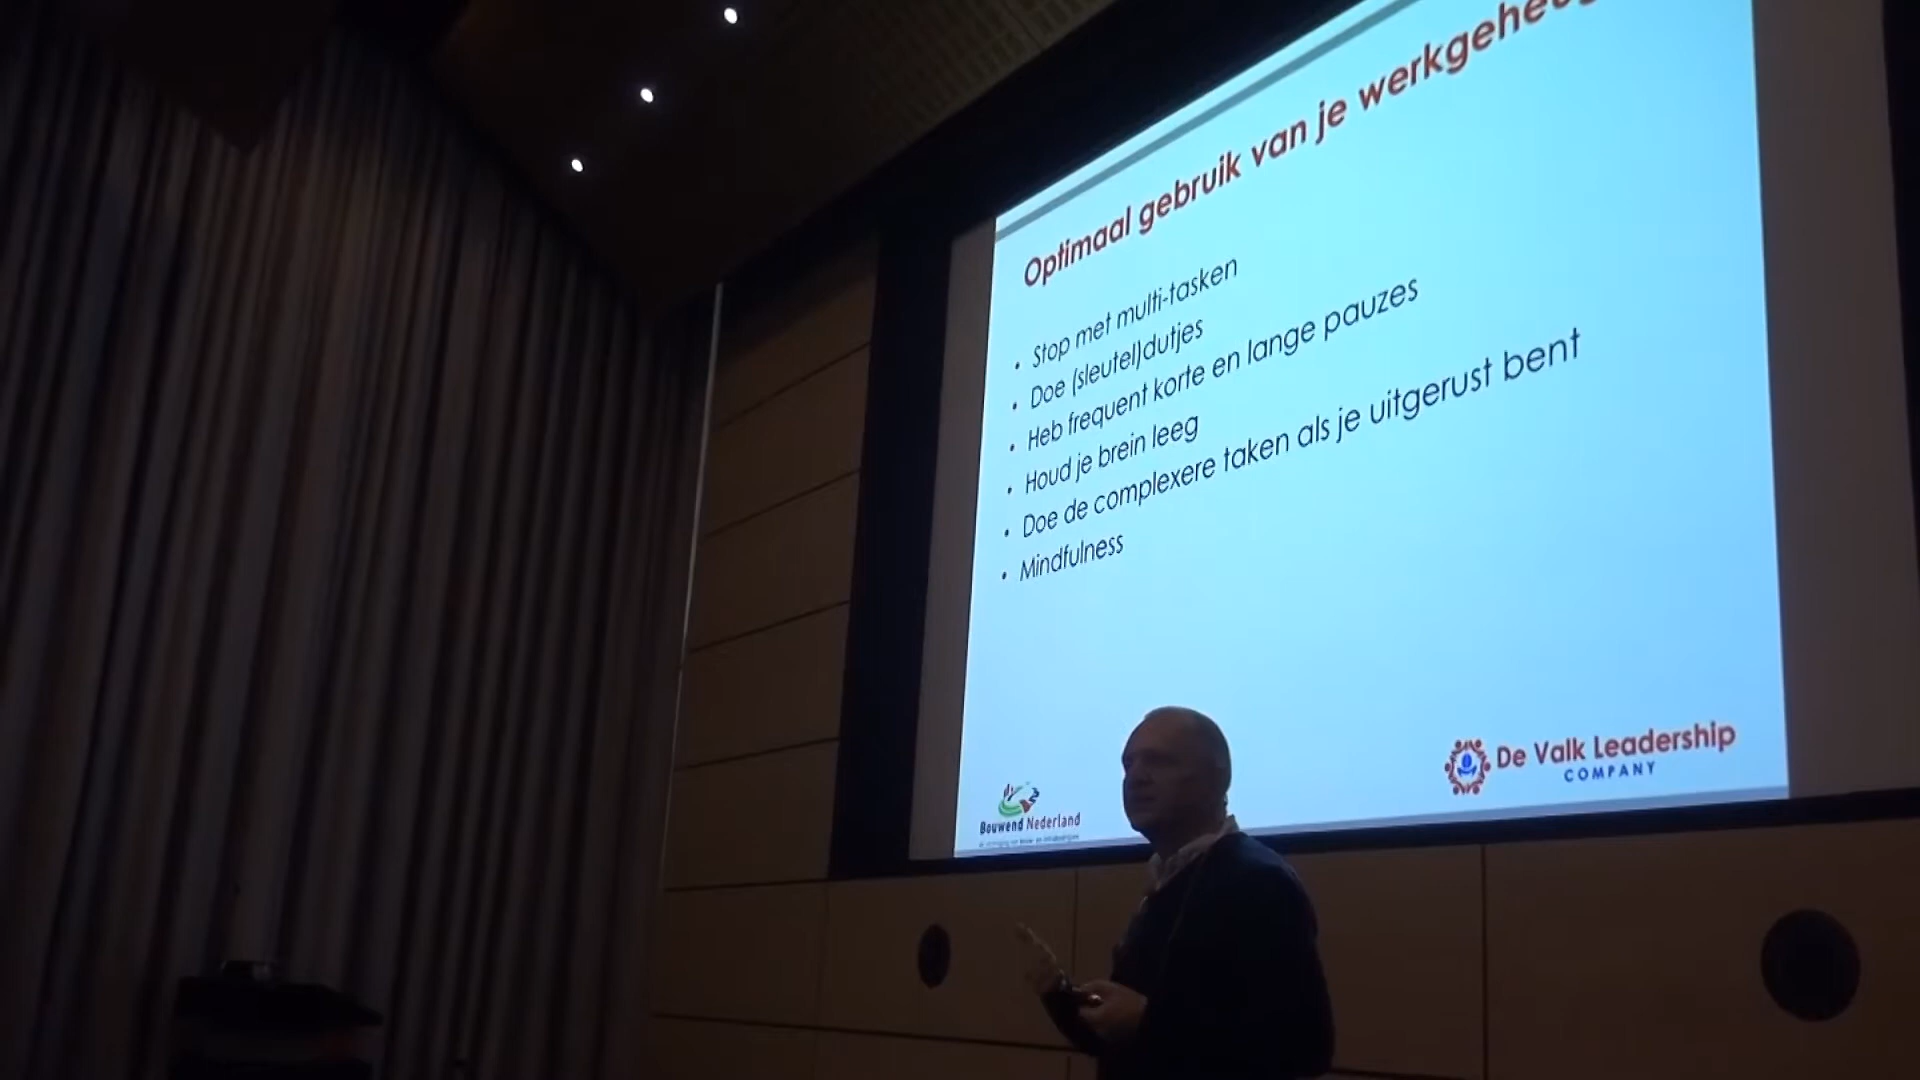 Optimaal gebruik van je werkgeheug
• Stop met multi-tasken
• Doe (sleutel)dutjes
• Heb frequent korte en lange pauzes
• Houd je brein leeg
• Doe de complexere taken als je uitgerust bent
• Mindfulness
Bouwend Nederland
De Valk Leadership
COMPANY